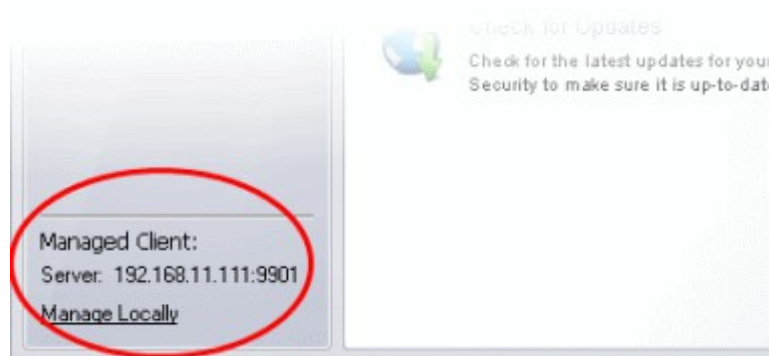 Check for Updates
Check for the latest updates for your
Security to make sure it is up-to-date
Managed Client:
Server: 192.168.11.111:9901
Manage Locally